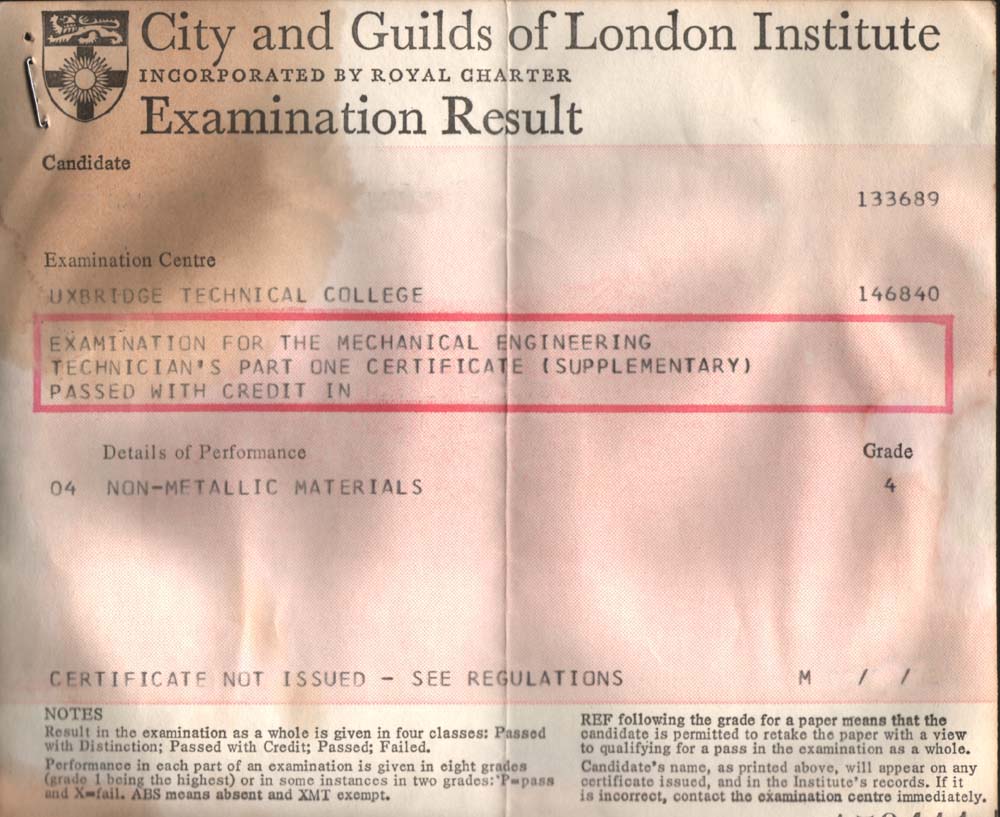 City and Guilds of London Institute
INCORPORATED BY ROYAL CHARTER
Examination Result
Candidate
133689
Examination Centre
UXBRIDGE TECHNICAL COLLEGE 146840
EXAMINATION FOR THE MECHANICAL ENGINEERING
TECHNICIAN'S PART ONE CERTIFICATE (SUPPLEMENTARY)
PASSED WITH CREDIT IN
Details of Performance Grade
04 NON-METALLIC MATERIALS 4
CERTIFICATE NOT ISSUED - SEE REGULATIONS M / /
NOTES
Result in the examination as a whole is given in four classes: Passed
with Distinction; Passed with Credit; Passed; Failed.
Performance in each part of an examination is given in eight grades
(grade 1 being the highest) or in some instances in two grades: P=pass
and X=fail. ABS means absent and XMT exempt.
REF following the grade for a paper means that the
candidate is permitted to retake the paper with a view
to qualifying for a pass in the examination as a whole.
Candidate's name, as printed above, will appear on any
certificate issued, and in the Institute's records. If it
is incorrect, contact the examination centre immediately.